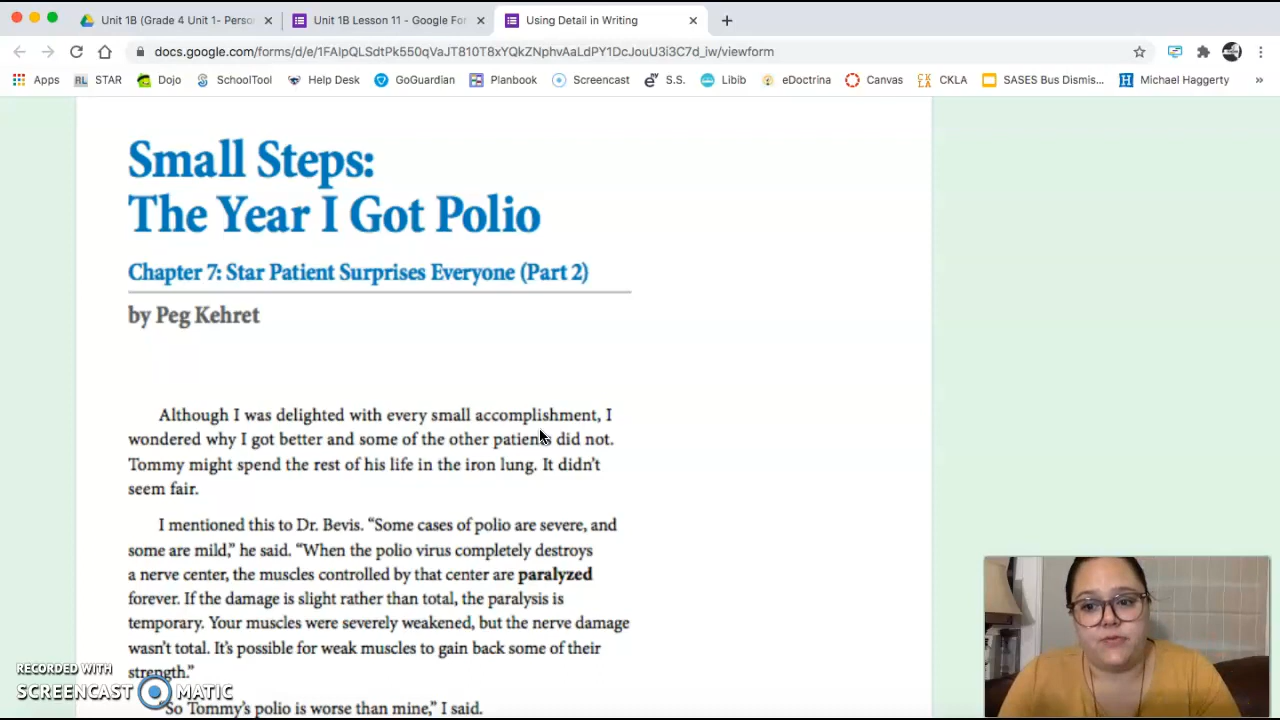 Unit 1B (Grade 4 Unit 1- Perso
Unit 1B Lesson 11 - Google For
Using Detail in Writing
docs.google.com/forms/d/e/1FAIpQLSdtPk550qVaJT810T8xYQkZNphvAaLdPY1DcJouU3i3C7d_iw/viewform
Apps
STAR
Dojo
SchoolTool
Help Desk
GoGuardian
Planbook
Screencast
S.S.
Libib
eDoctrina
Canvas
CKLA
SASES Bus Dismis...
Michael Haggerty
»
Small Steps:
The Year I Got Polio
Chapter 7: Star Patient Surprises Everyone (Part 2)
by Peg Kehret
Although I was delighted with every small accomplishment, I
wondered why I got better and some of the other patients did not.
Tommy might spend the rest of his life in the iron lung. It didn't
seem fair.
I mentioned this to Dr. Bevis. “Some cases of polio are severe, and
some are mild,” he said. “When the polio virus completely destroys
a nerve center, the muscles controlled by that center are paralyzed
forever. If the damage is slight rather than total, the paralysis is
temporary. Your muscles were severely weakened, but the nerve damage
wasn't total. It's possible for weak muscles to gain back some of their
strength.”
“So Tommy's polio is worse than mine,” I said.
RECORDED WITH
SCREENCAST MATIC